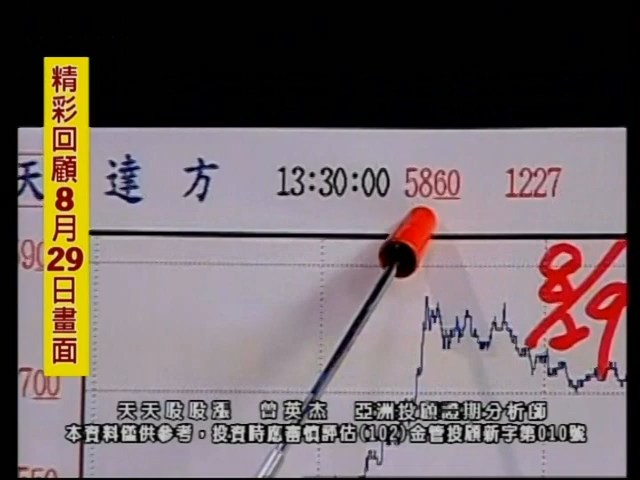 精彩回顧8月29日畫面
天 達方 13:30:00 5860 1227
90
8/29
700
550
天天股股漲 曾英杰 亞洲投顧證期分析師
本資料僅供參考，投資時應審慎評估(102)金管投顧新字第010號